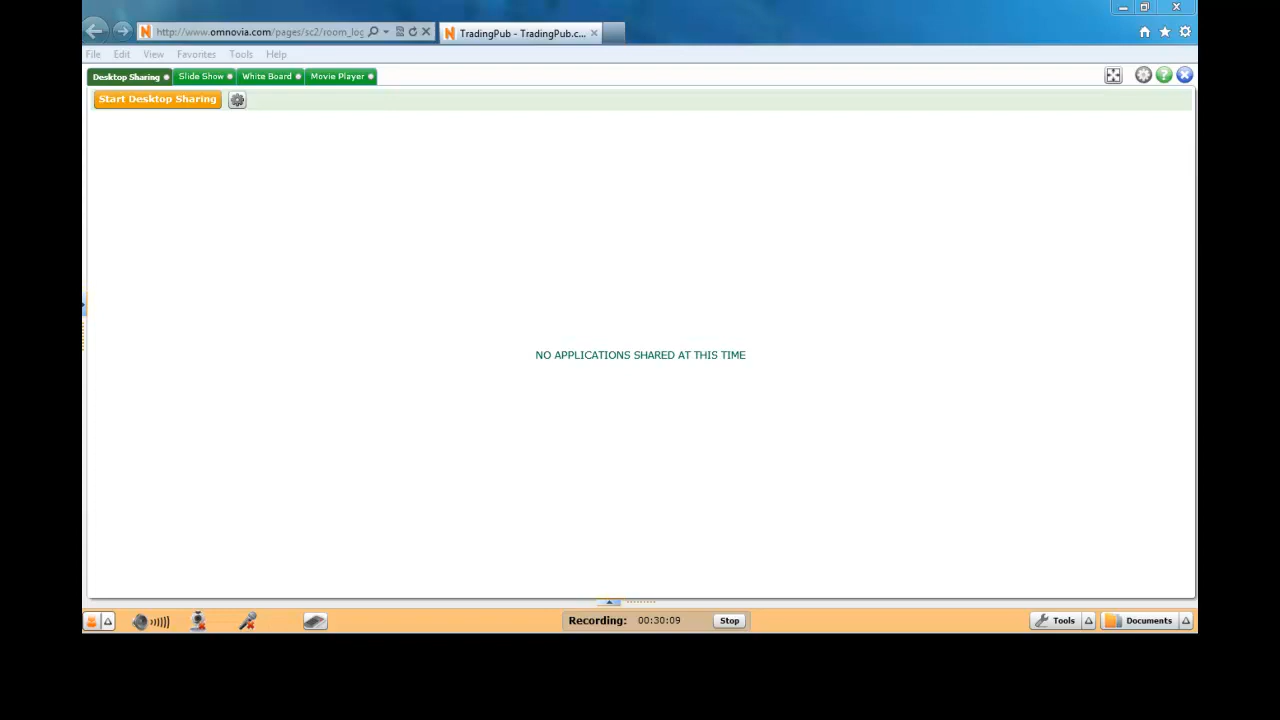 http://www.omnovia.com/pages/sc2/room_log
TradingPub - TradingPub.c...
File Edit View Favorites Tools Help
Desktop Sharing Slide Show White Board Movie Player
Start Desktop Sharing
NO APPLICATIONS SHARED AT THIS TIME
Recording: 00:30:09 Stop Tools Documents